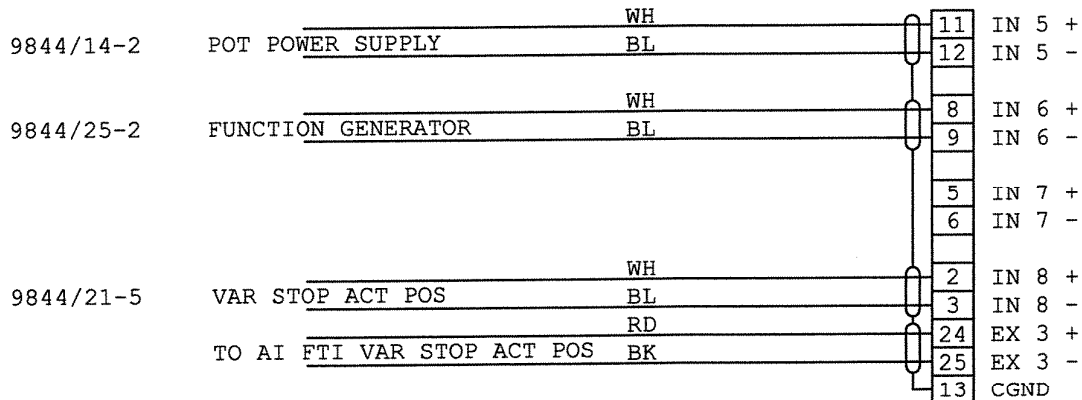 WH 11 IN 5 +
9844/14-2 POT POWER SUPPLY BL 12 IN 5 -
WH 8 IN 6 +
9844/25-2 FUNCTION GENERATOR BL 9 IN 6 -
5 IN 7 +
6 IN 7 -
WH 2 IN 8 +
9844/21-5 VAR STOP ACT POS BL 3 IN 8 -
RD 24 EX 3 +
TO AI FTI VAR STOP ACT POS BK 25 EX 3 -
13 CGND